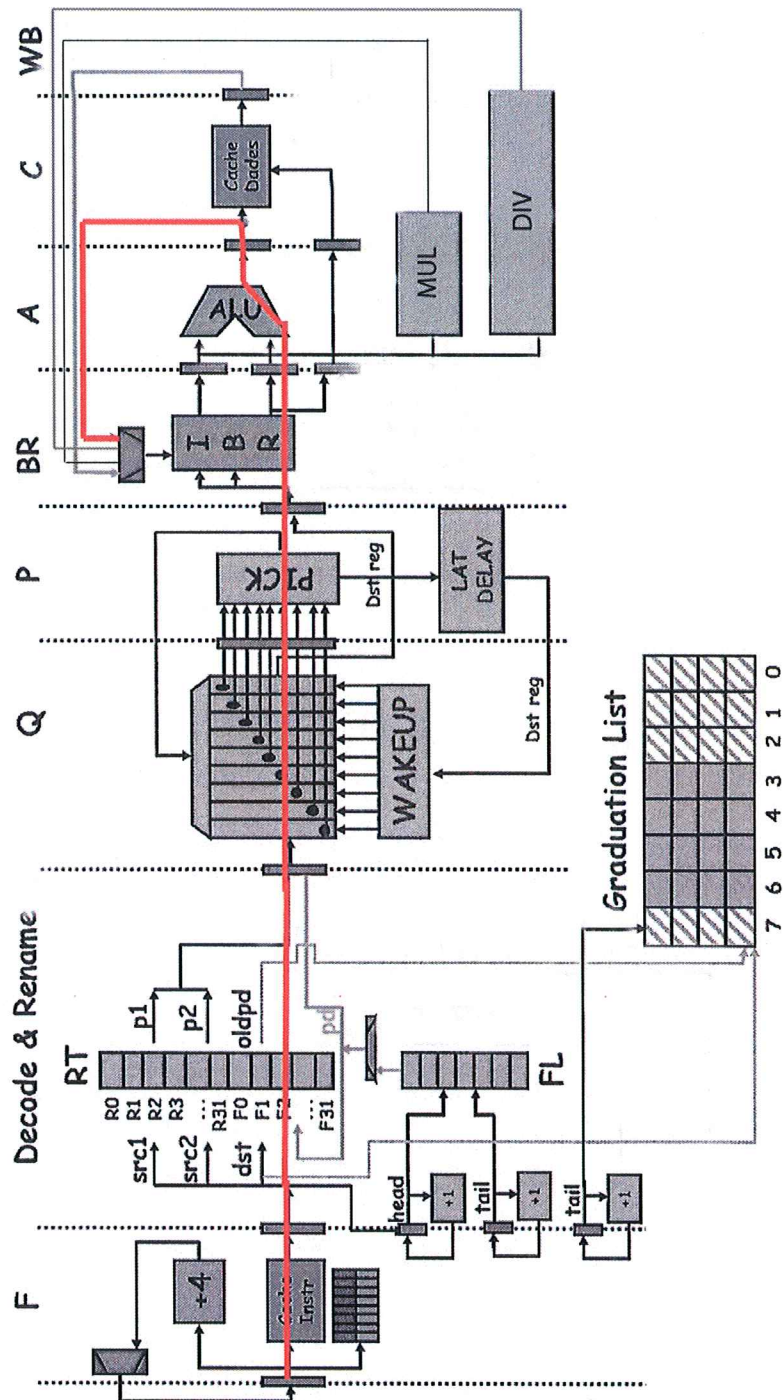 F
Decode & Rename
Q
P
BR
A
C
WB
+4
Cache
Instr
RT
R0
R1
R2
R3
...
R31
F0
F1
F2
...
F31
src1
src2
dst
p1
p2
oldpd
pd
head
+1
tail
+1
tail
+1
FL
WAKEUP
PICK
Dst reg
LAT
DELAY
Dst reg
I
B
R
ALU
Cache
Dades
MUL
DIV
Graduation List
7 6 5 4 3 2 1 0